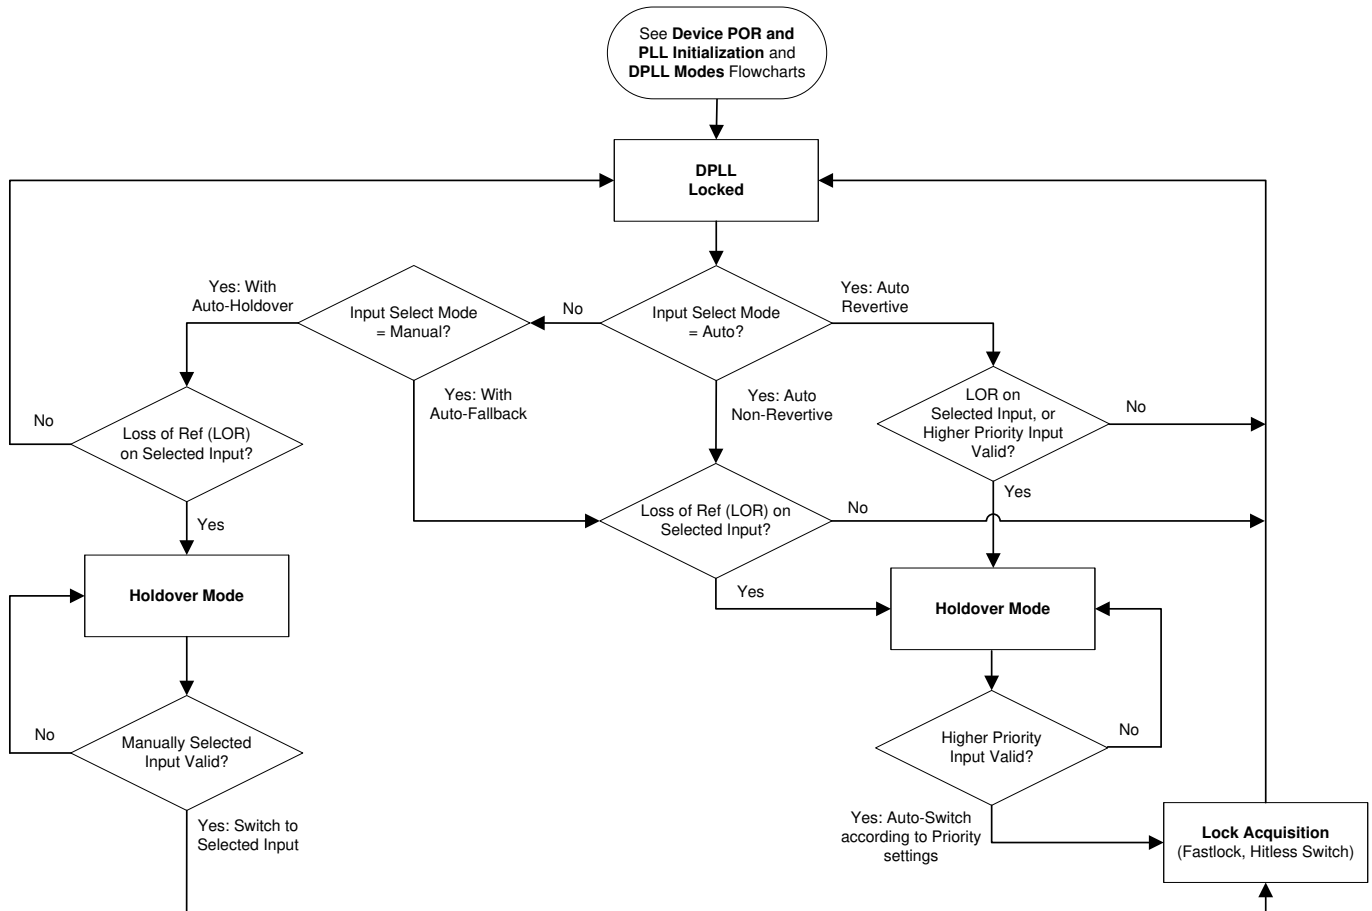 See Device POR and
PLL Initialization and
DPLL Modes Flowcharts
DPLL
Locked
Yes: With
Auto-Holdover
Input Select Mode
= Manual?
No
Input Select Mode
= Auto?
Yes: Auto
Revertive
Yes: With
Auto-Fallback
Yes: Auto
Non-Revertive
LOR on
Selected Input, or
Higher Priority Input
Valid?
No
No
Loss of Ref (LOR)
on Selected Input?
Yes
Loss of Ref (LOR) on
Selected Input?
No
Yes
Yes
Holdover Mode
Holdover Mode
No
Manually Selected
Input Valid?
Higher Priority
Input Valid?
No
Yes: Switch to
Selected Input
Yes: Auto-Switch
according to Priority
settings
Lock Acquisition
(Fastlock, Hitless Switch)